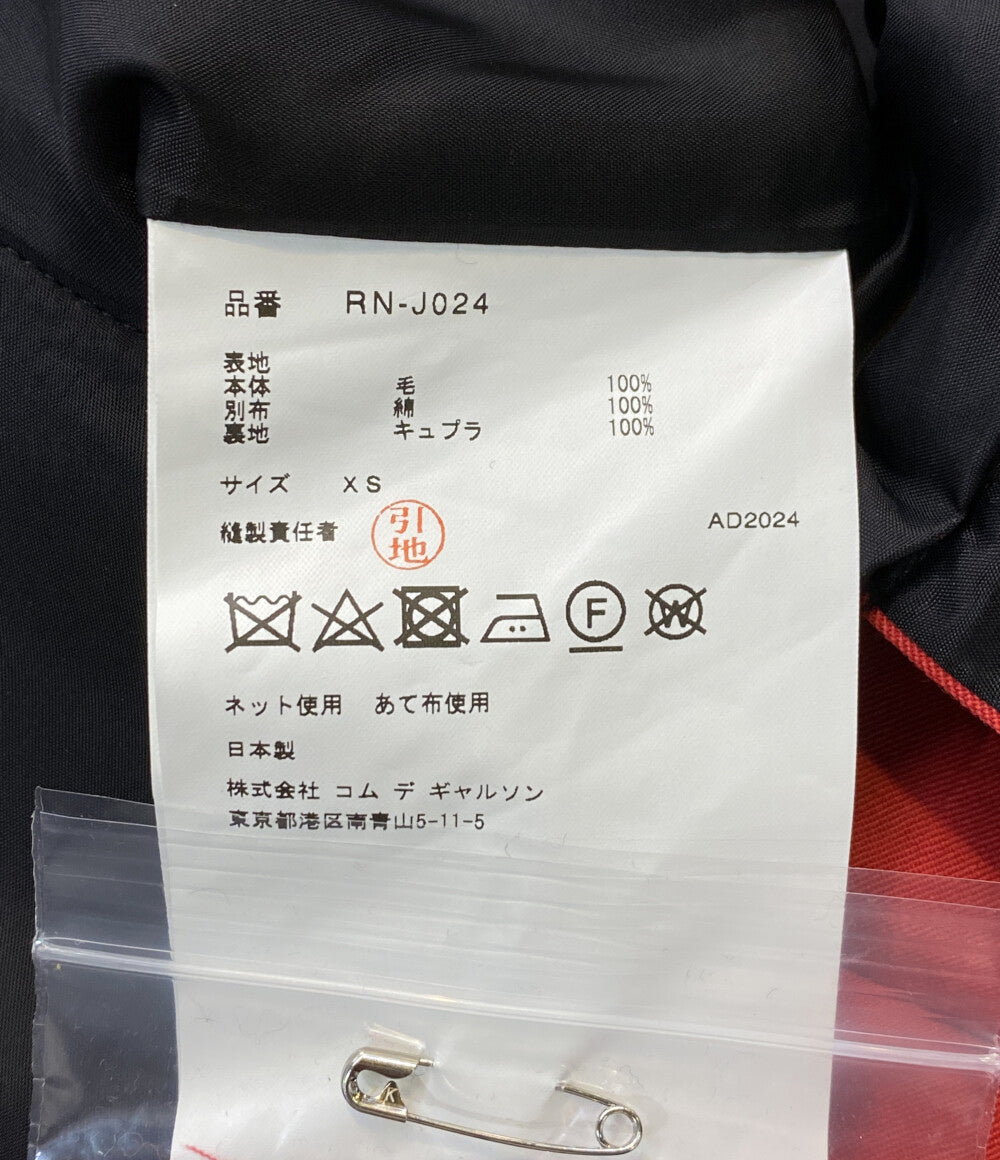 品番 RN-J024
表地
本体 毛 100%
別布 綿 100%
裏地 キュプラ 100%
サイズ XS
縫製責任者 引地 AD2024
F W
ネット使用 あて布使用
日本製
株式会社 コム デ ギャルソン
東京都港区南青山5-11-5
K